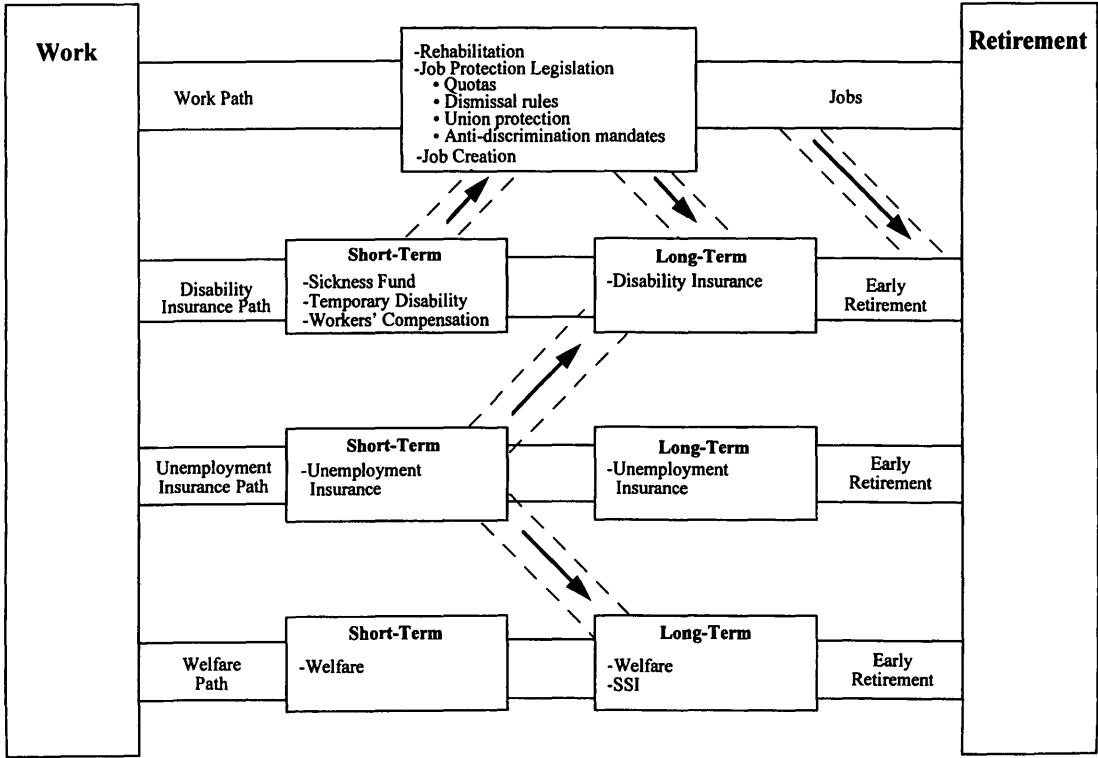 Work
Retirement
-Rehabilitation
-Job Protection Legislation
• Quotas
• Dismissal rules
• Union protection
• Anti-discrimination mandates
-Job Creation
Work Path
Jobs
Disability
Insurance Path
Short-Term
-Sickness Fund
-Temporary Disability
-Workers' Compensation
Long-Term
-Disability Insurance
Early
Retirement
Unemployment
Insurance Path
Short-Term
-Unemployment
Insurance
Long-Term
-Unemployment
Insurance
Early
Retirement
Welfare
Path
Short-Term
-Welfare
Long-Term
-Welfare
-SSI
Early
Retirement